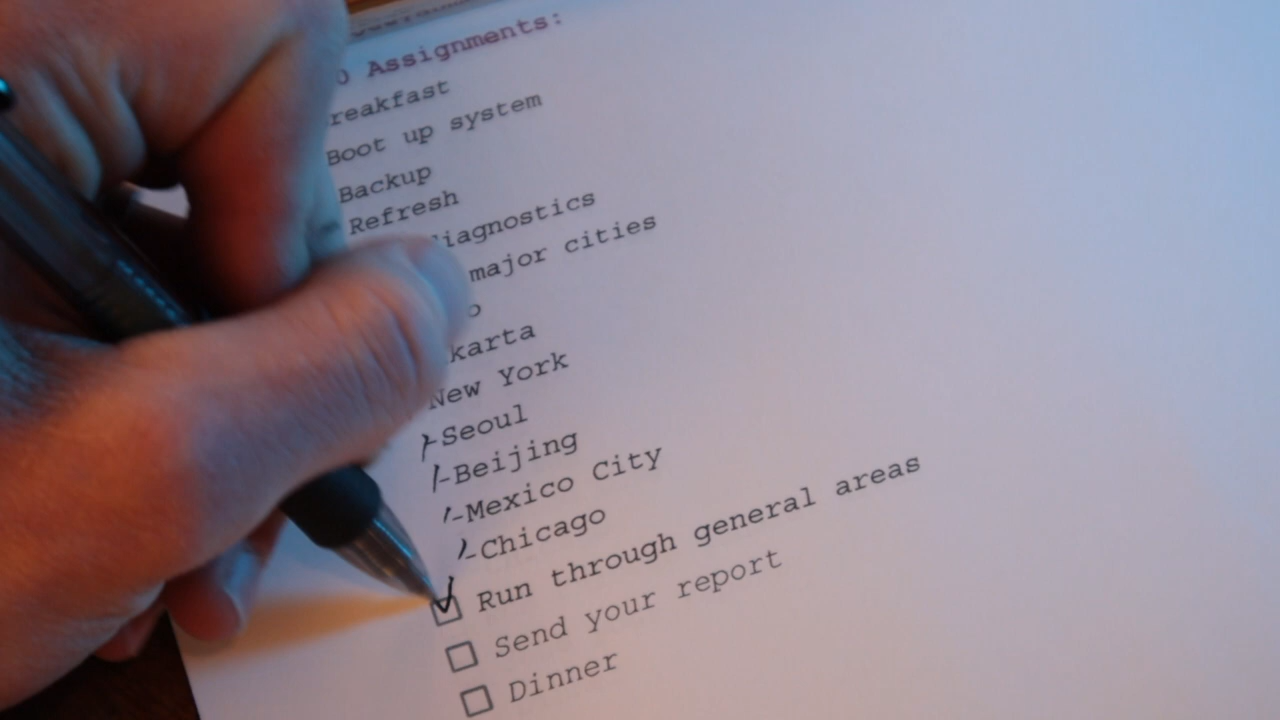 Assignments:
reakfast
Boot up system
Backup
Refresh
iagnostics
major cities
o
karta
New York
-Seoul
-Beijing
-Mexico City
-Chicago
Run through general areas
Send your report
Dinner